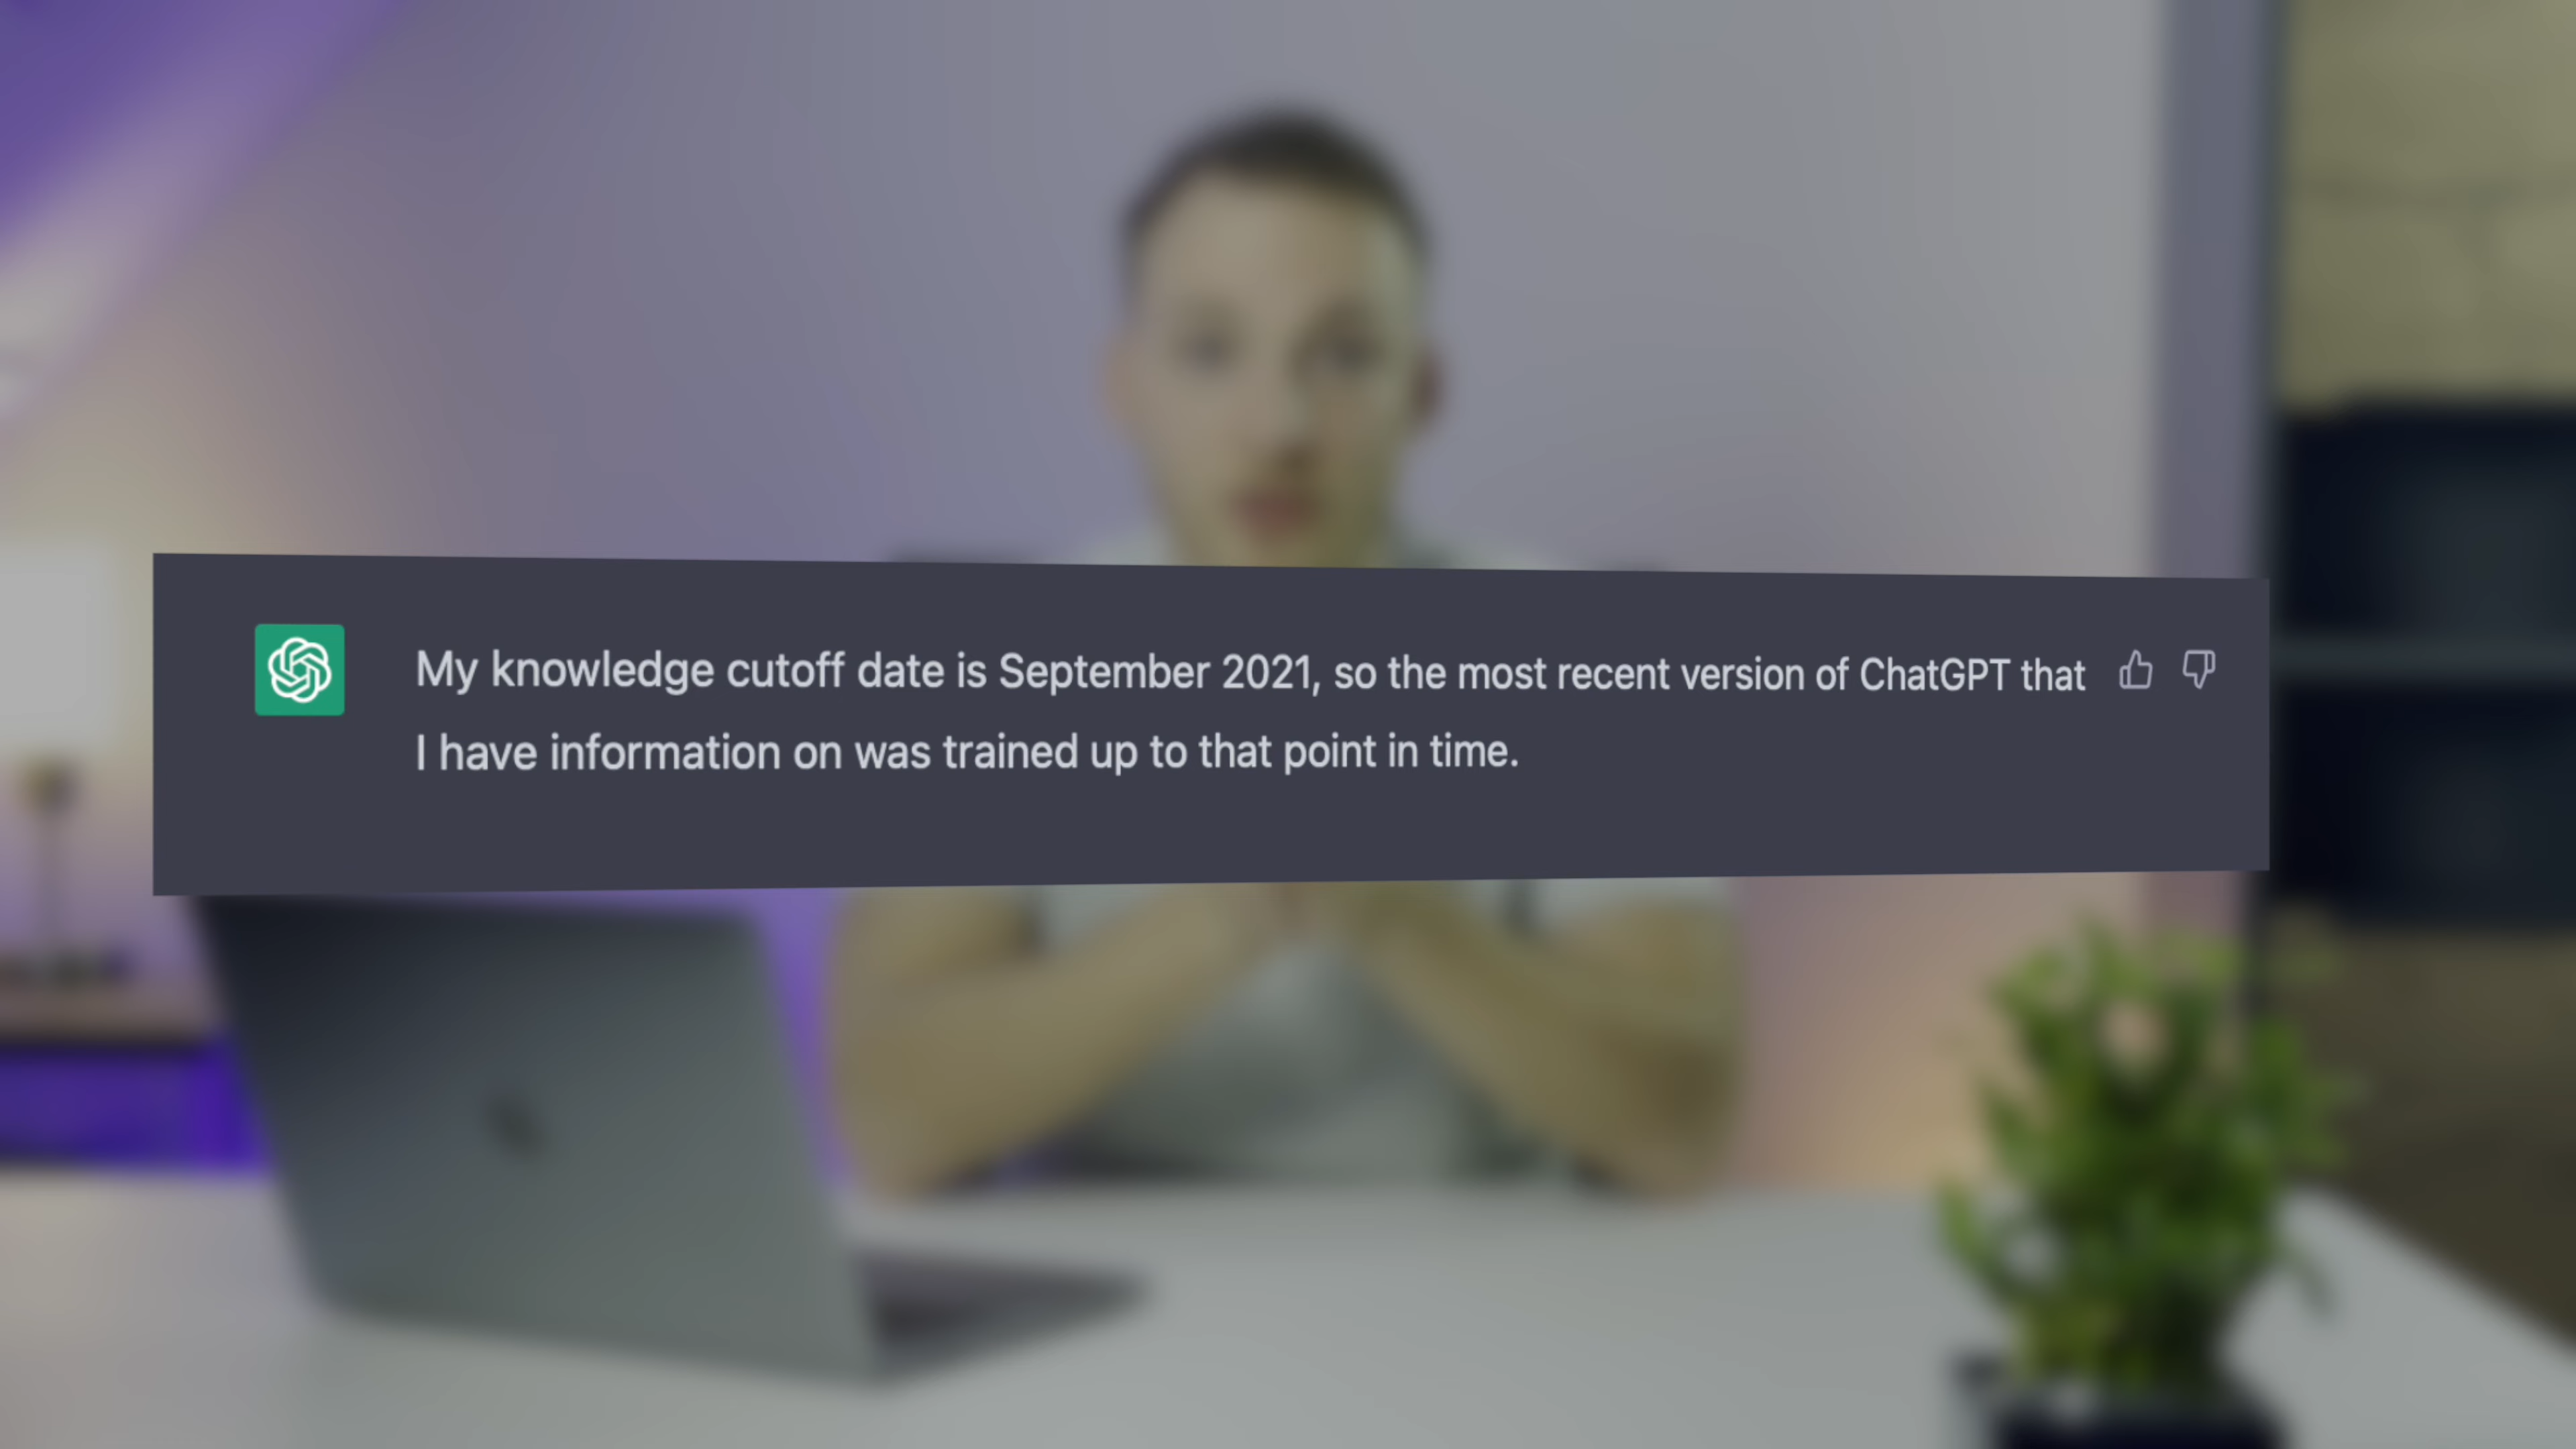 My knowledge cutoff date is September 2021, so the most recent version of ChatGPT that
I have information on was trained up to that point in time.